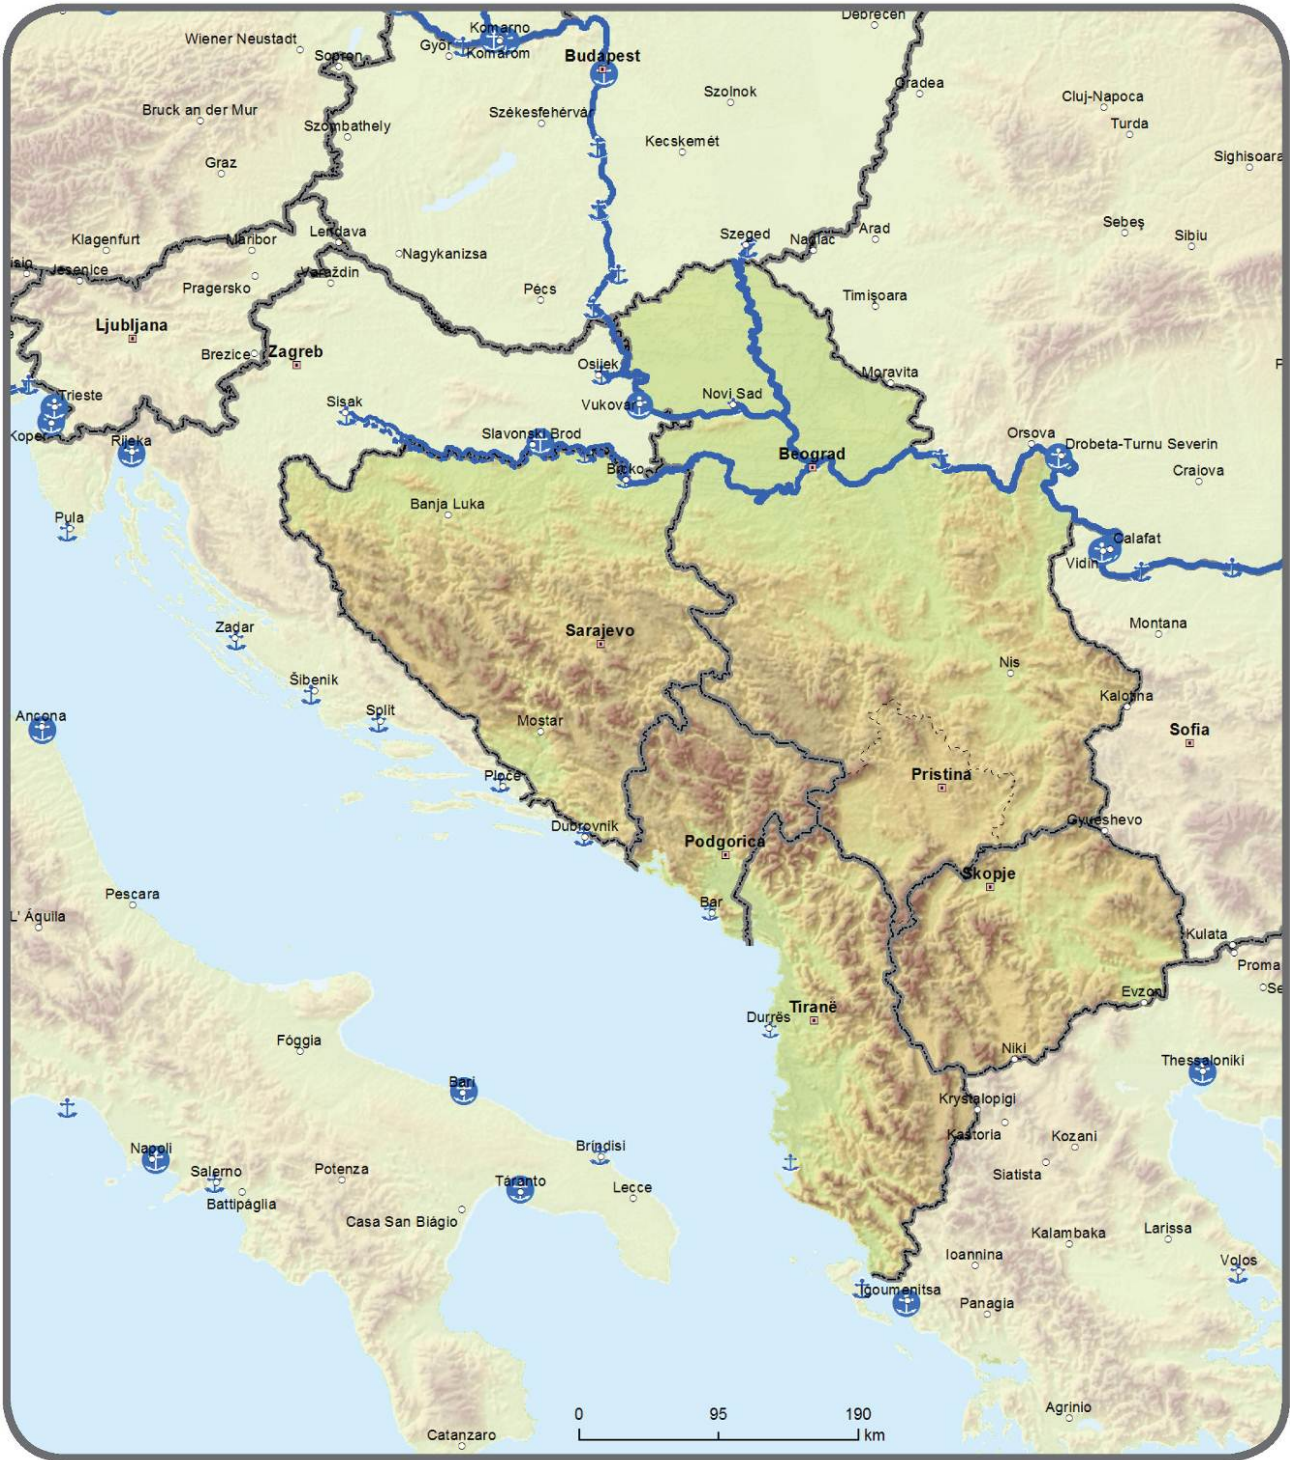 Debrecen
Komarno
Wiener Neustadt
Győr
Komárom
Sopron
Budapest
Oradea
Szolnok
Cluj-Napoca
Bruck an der Mur
Székesfehérvár
Turda
Szombathely
Kecskemét
Graz
Sighisoara
Sebeş
Klagenfurt
Maribor
Lendava
Szeged
Nadlac
Arad
Sibiu
Nagykanizsa
Jesenice
Varaždin
Pragersko
Pécs
Timişoara
Ljubljana
Brezice
Zagreb
Osijek
Moravita
Trieste
Sisak
Vukovar
Novi Sad
Koper
Rijeka
Slavonski Brod
Orsova
Drobeta-Turnu Severin
Beograd
Brcko
Craiova
Banja Luka
Pula
Calafat
Vidin
Zadar
Sarajevo
Montana
Nis
Šibenik
Kalotina
Split
Mostar
Ancona
Sofia
Ploče
Pristina
Dubrovnik
Gyueshevo
Podgorica
Skopje
Pescara
Bar
L' Áquila
Kulata
Proma
Evzoni
Se
Durrës
Tiranë
Fóggia
Niki
Thessaloniki
Bari
Krystalopigi
Kastoria
Kozani
Napoli
Brindisi
Salerno
Potenza
Siatista
Battipáglia
Táranto
Lecce
Casa San Biágio
Kalambaka
Larissa
Ioannina
Volos
Igoumenitsa
Panagia
Agrinio
0 95 190
km
Catanzaro